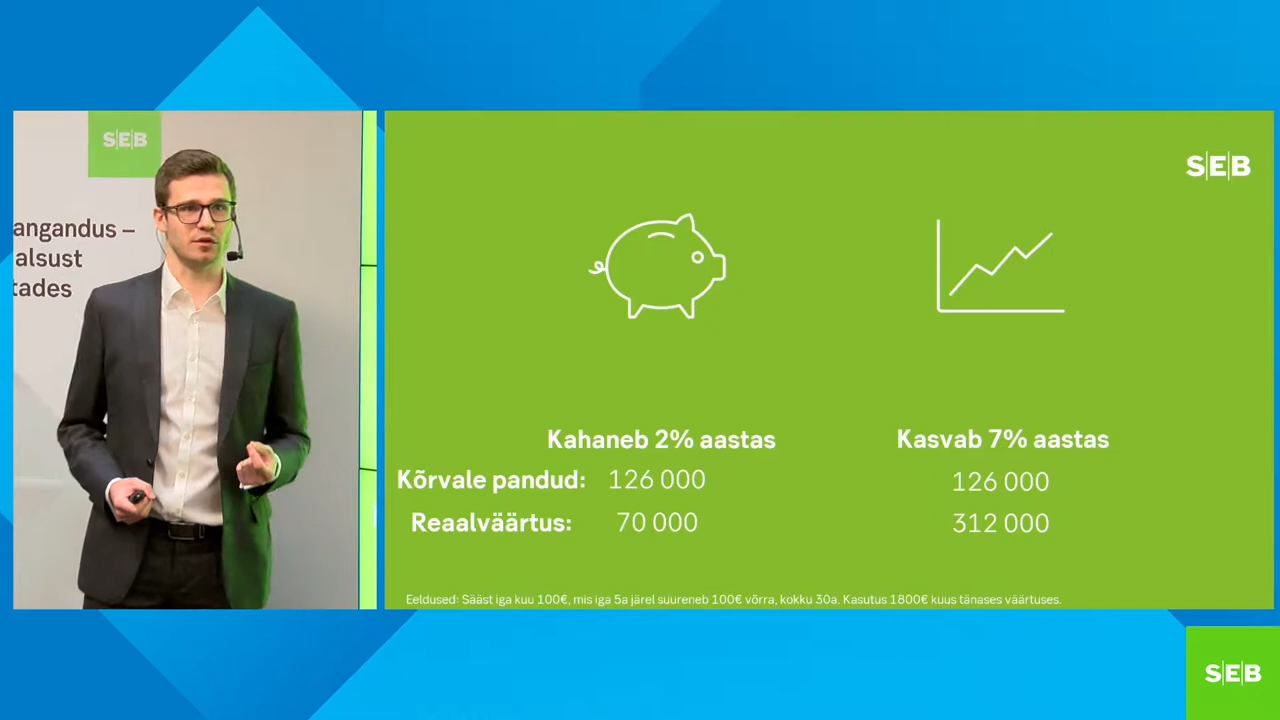 SEB
angandus –
alsust
tades
SEB
Kahaneb 2% aastas
Kasvab 7% aastas
Kõrvale pandud: 126 000
126 000
Reaalväärtus: 70 000
312 000
Eeldused: Sääst iga kuu 100€, mis iga 5a järel suureneb 100€ võrra, kokku 30a. Kasutus 1800€ kuus tänases väärtuses.
SEB